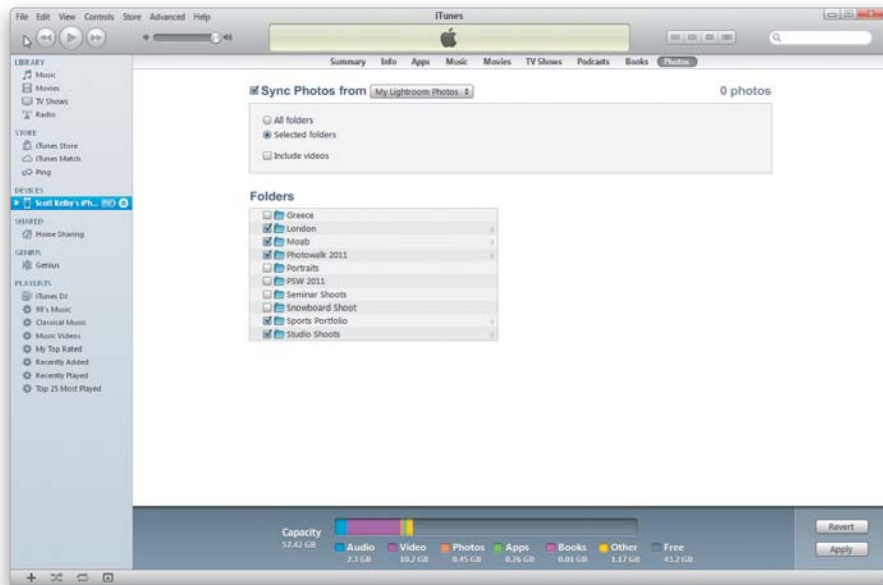 File Edit View Controls Store Advanced Help
iTunes
Summary Info Apps Music Movies TV Shows Podcasts Books Photos
LIBRARY
Music
Movies
TV Shows
Radio
STORE
iTunes Store
iTunes Match
Ping
DEVICES
Scott Kelby's iPh...
SHARED
Home Sharing
GENIUS
Genius
PLAYLISTS
iTunes DJ
90's Music
Classical Music
Music Videos
My Top Rated
Recently Added
Recently Played
Top 25 Most Played
Sync Photos from My Lightroom Photos 0 photos
All folders
Selected folders
Include videos
Folders
Greece
London
Moab
Photowalk 2011
Portraits
PSW 2011
Seminar Shoots
Snowboard Shoot
Sports Portfolio
Studio Shoots
Capacity
57.42 GB
Audio Video Photos Apps Books Other Free
2.3 GB 10.2 GB 0.45 GB 0.76 GB 0.01 GB 1.17 GB 43.2 GB
Revert
Apply